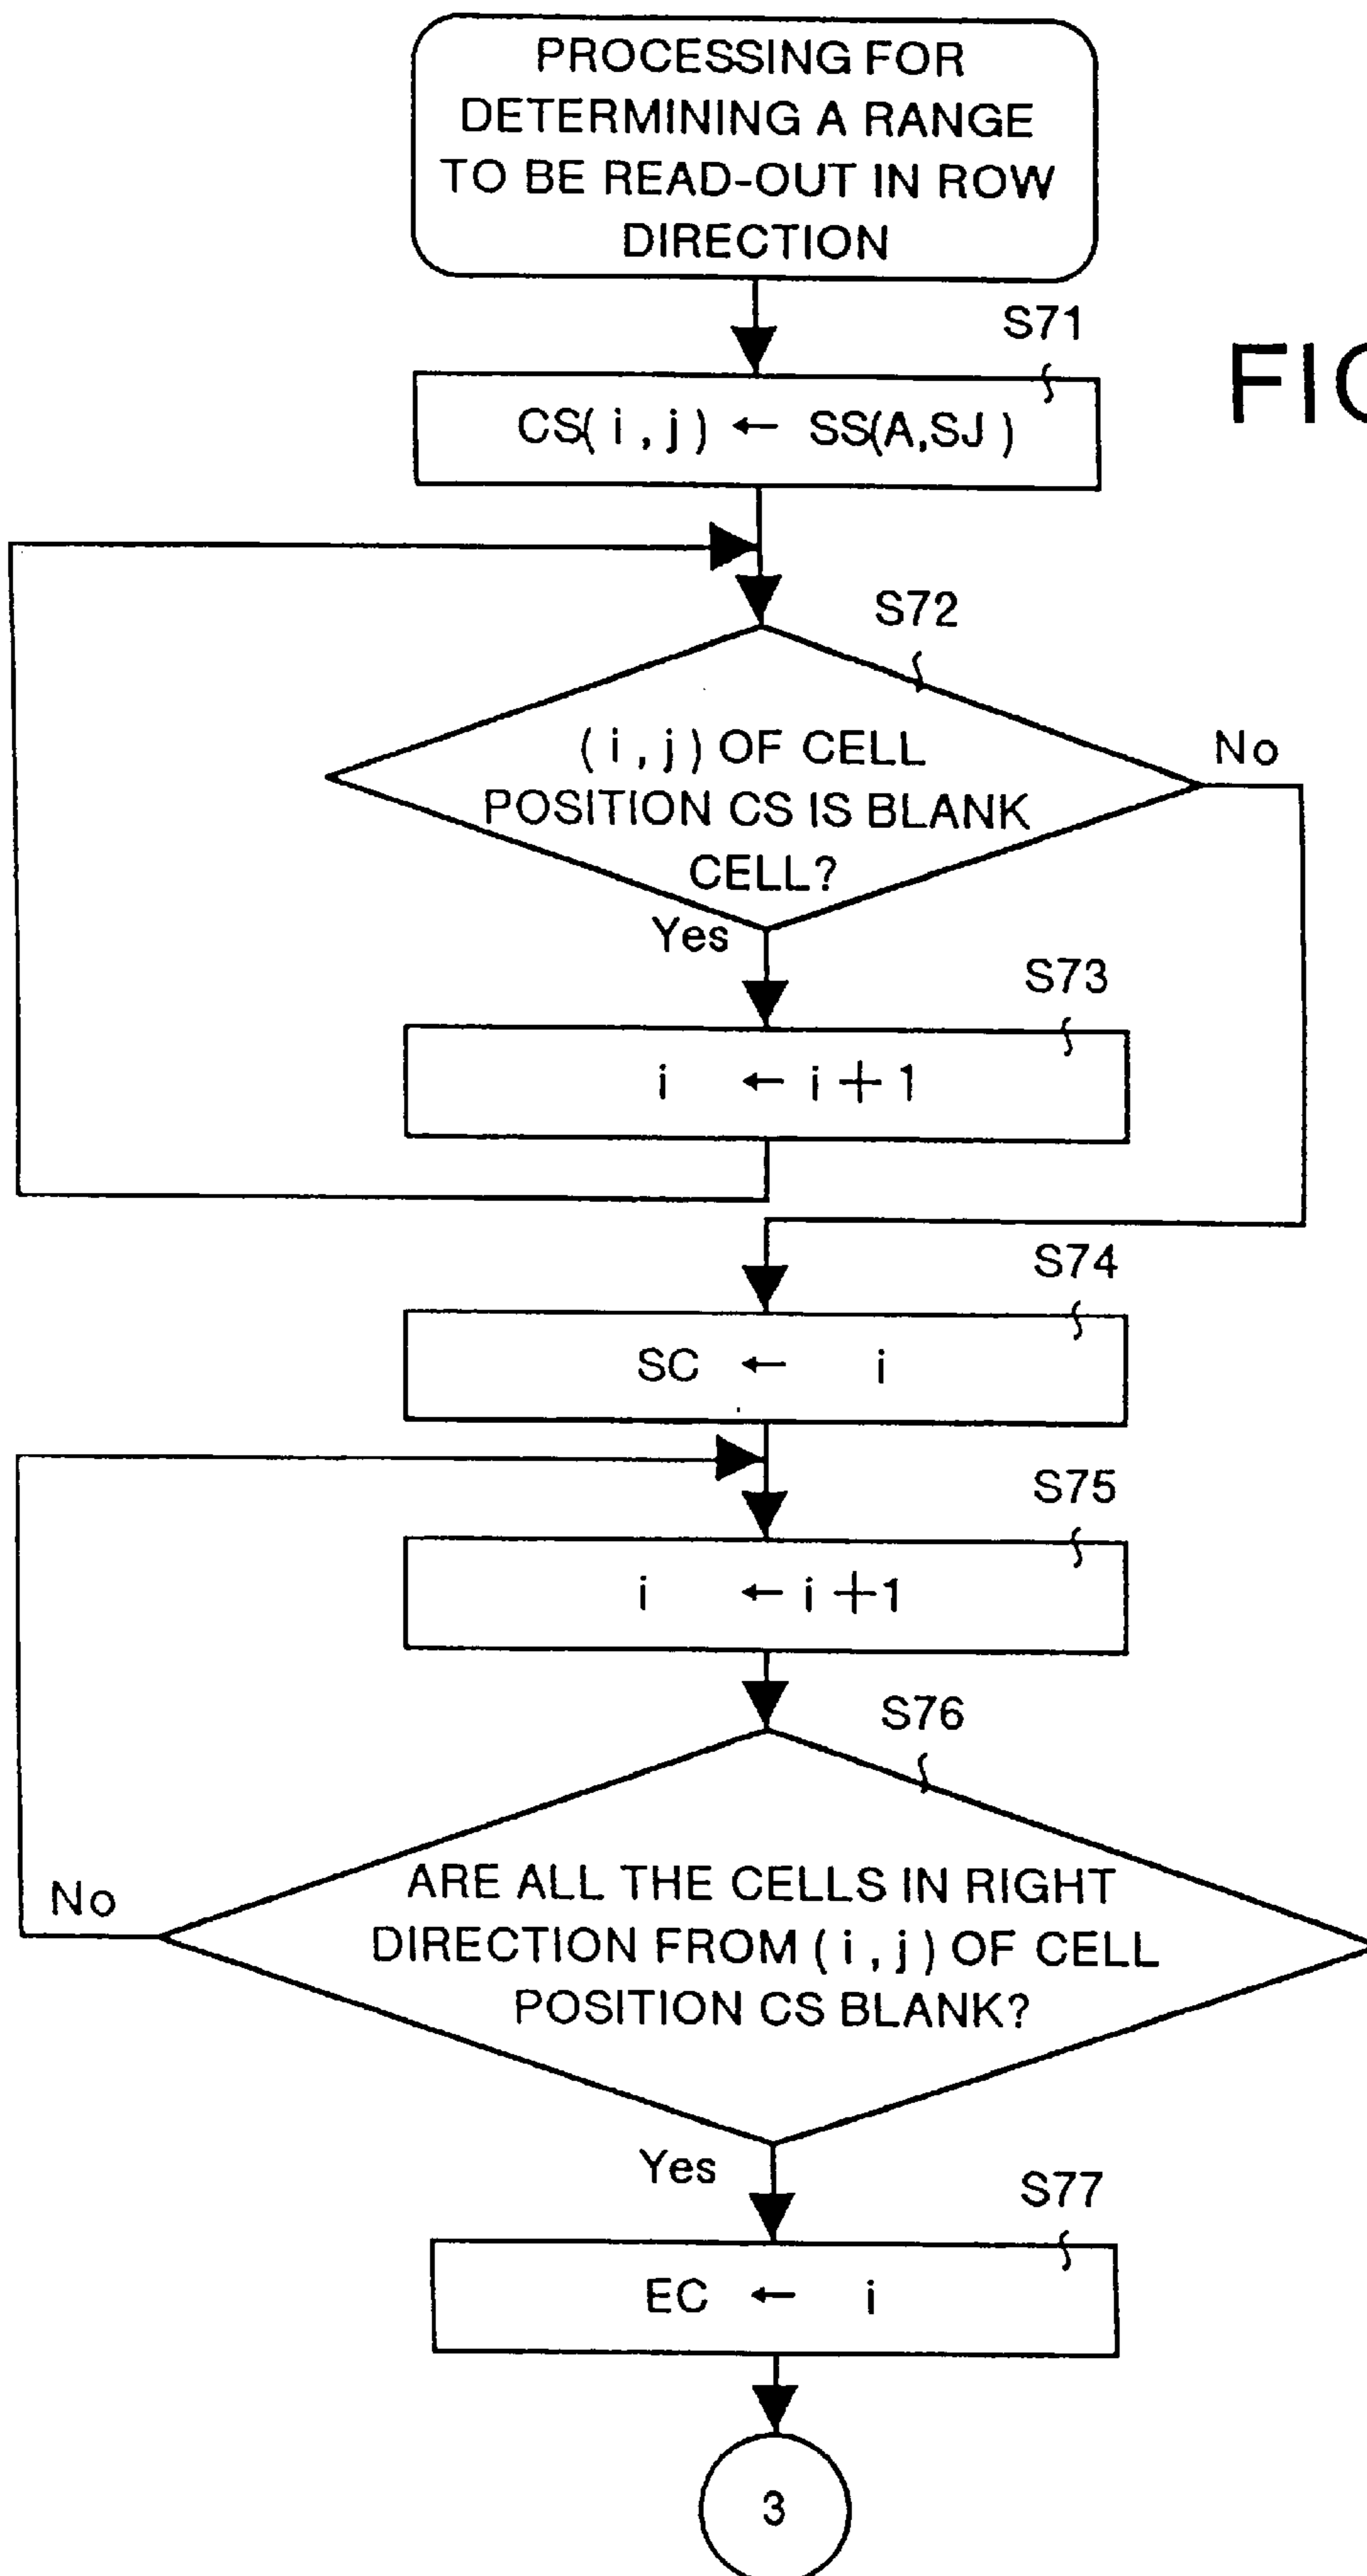 PROCESSING FOR
DETERMINING A RANGE
TO BE READ-OUT IN ROW
DIRECTION
S71
CS(i,j) ← SS(A,SJ)
S72
(i,j) OF CELL
POSITION CS IS BLANK
CELL?
No
Yes
S73
i ← i+1
S74
SC ← i
S75
i ← i+1
S76
ARE ALL THE CELLS IN RIGHT
DIRECTION FROM (i,j) OF CELL
POSITION CS BLANK?
No
Yes
S77
EC ← i
3